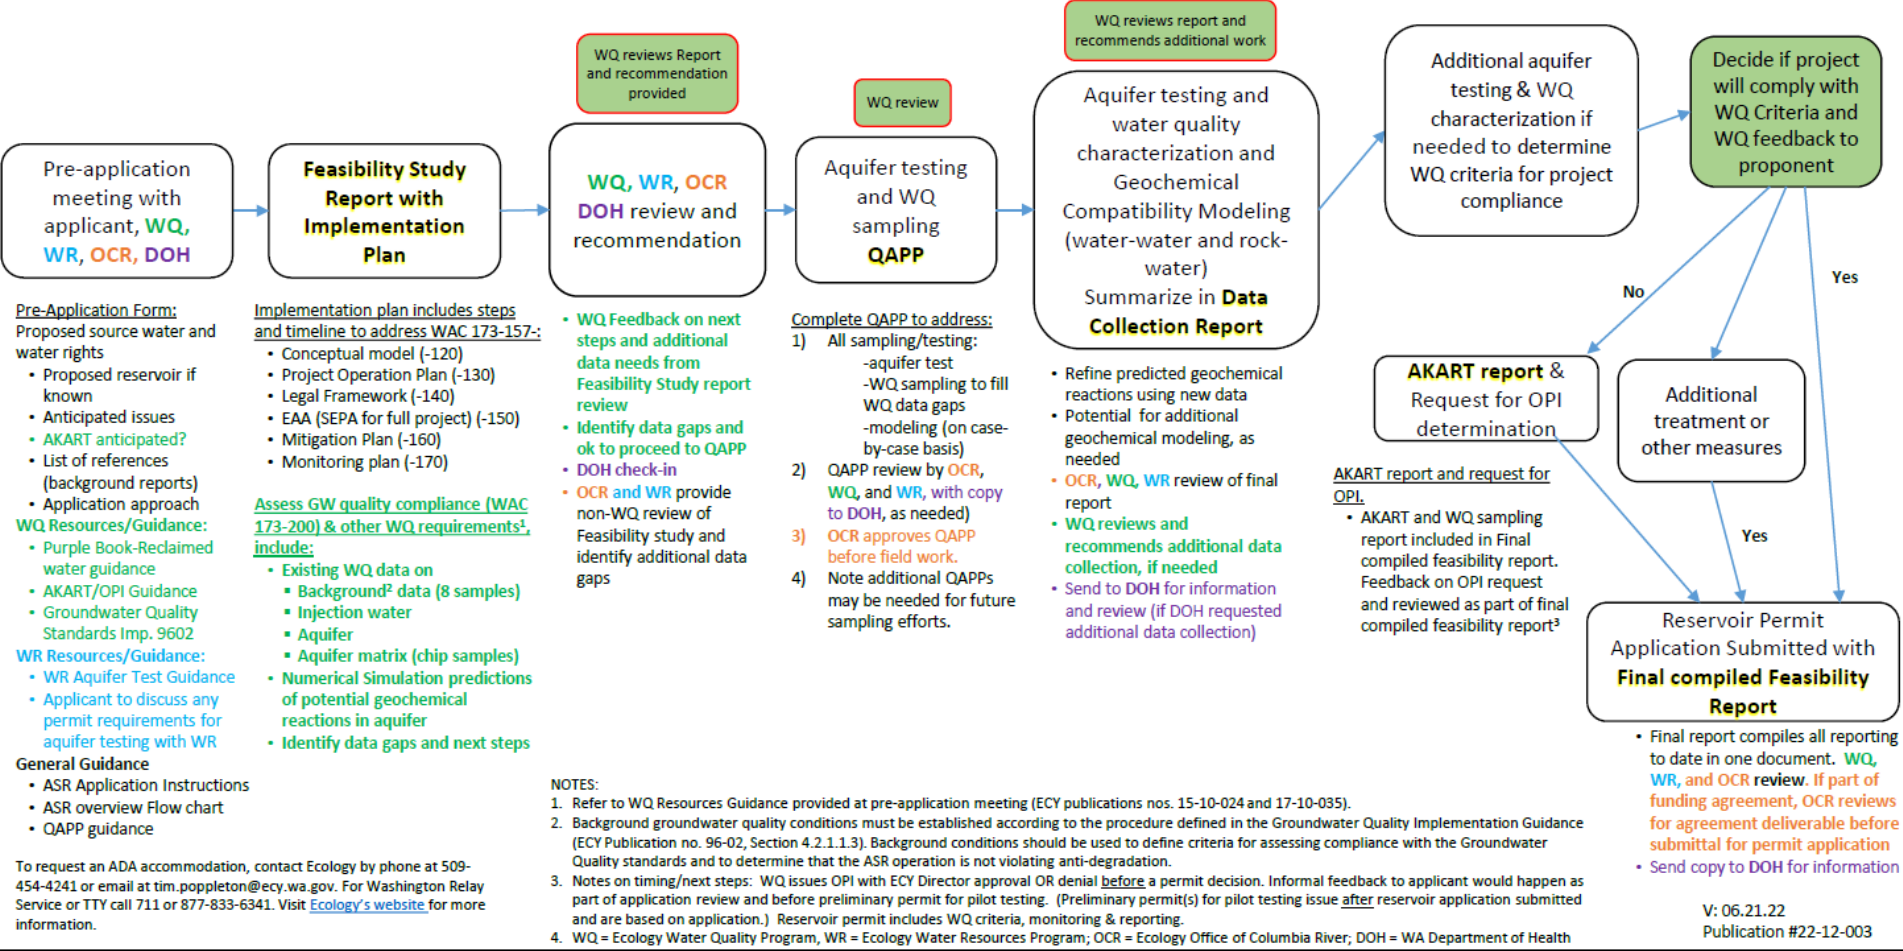 WQ reviews Report
and recommendation
provided
WQ review
WQ reviews report and
recommends additional work
Pre-application
meeting with
applicant, WQ,
WR, OCR, DOH
Feasibility Study
Report with
Implementation
Plan
WQ, WR, OCR
DOH review and
recommendation
Aquifer testing
and WQ
sampling
QAPP
Aquifer testing and
water quality
characterization and
Geochemical
Compatibility Modeling
(water-water and rock-
water)
Summarize in Data
Collection Report
Additional aquifer
testing & WQ
characterization if
needed to determine
WQ criteria for project
compliance
Decide if project
will comply with
WQ Criteria and
WQ feedback to
proponent
No
Yes
AKART report &
Request for OPI
determination
Additional
treatment or
other measures
Yes
Reservoir Permit
Application Submitted with
Final compiled Feasibility
Report
Pre-Application Form:
Proposed source water and
water rights
• Proposed reservoir if
known
• Anticipated issues
• AKART anticipated?
• List of references
(background reports)
• Application approach
WQ Resources/Guidance:
• Purple Book-Reclaimed
water guidance
• AKART/OPI Guidance
• Groundwater Quality
Standards Imp. 9602
WR Resources/Guidance:
• WR Aquifer Test Guidance
• Applicant to discuss any
permit requirements for
aquifer testing with WR
General Guidance
• ASR Application Instructions
• ASR overview Flow chart
• QAPP guidance
Implementation plan includes steps
and timeline to address WAC 173-157-:
• Conceptual model (-120)
• Project Operation Plan (-130)
• Legal Framework (-140)
• EAA (SEPA for full project) (-150)
• Mitigation Plan (-160)
• Monitoring plan (-170)
Assess GW quality compliance (WAC
173-200) & other WQ requirements¹,
include:
• Existing WQ data on
▪ Background² data (8 samples)
▪ Injection water
▪ Aquifer
▪ Aquifer matrix (chip samples)
• Numerical Simulation predictions
of potential geochemical
reactions in aquifer
• Identify data gaps and next steps
• WQ Feedback on next
steps and additional
data needs from
Feasibility Study report
review
• Identify data gaps and
ok to proceed to QAPP
• DOH check-in
• OCR and WR provide
non-WQ review of
Feasibility study and
identify additional data
gaps
Complete QAPP to address:
1) All sampling/testing:
-aquifer test
-WQ sampling to fill
WQ data gaps
-modeling (on case-
by-case basis)
2) QAPP review by OCR,
WQ, and WR, with copy
to DOH, as needed)
3) OCR approves QAPP
before field work.
4) Note additional QAPPs
may be needed for future
sampling efforts.
• Refine predicted geochemical
reactions using new data
• Potential for additional
geochemical modeling, as
needed
• OCR, WQ, WR review of final
report
• WQ reviews and
recommends additional data
collection, if needed
• Send to DOH for information
and review (if DOH requested
additional data collection)
AKART report and request for
OPI.
• AKART and WQ sampling
report included in Final
compiled feasibility report.
Feedback on OPI request
and reviewed as part of final
compiled feasibility report³
• Final report compiles all reporting
to date in one document. WQ,
WR, and OCR review. If part of
funding agreement, OCR reviews
for agreement deliverable before
submittal for permit application
• Send copy to DOH for information
To request an ADA accommodation, contact Ecology by phone at 509-
454-4241 or email at tim.poppleton@ecy.wa.gov. For Washington Relay
Service or TTY call 711 or 877-833-6341. Visit Ecology's website for more
information.
NOTES:
1. Refer to WQ Resources Guidance provided at pre-application meeting (ECY publications nos. 15-10-024 and 17-10-035).
2. Background groundwater quality conditions must be established according to the procedure defined in the Groundwater Quality Implementation Guidance
(ECY Publication no. 96-02, Section 4.2.1.1.3). Background conditions should be used to define criteria for assessing compliance with the Groundwater
Quality standards and to determine that the ASR operation is not violating anti-degradation.
3. Notes on timing/next steps: WQ issues OPI with ECY Director approval OR denial before a permit decision. Informal feedback to applicant would happen as
part of application review and before preliminary permit for pilot testing. (Preliminary permit(s) for pilot testing issue after reservoir application submitted
and are based on application.) Reservoir permit includes WQ criteria, monitoring & reporting.
4. WQ = Ecology Water Quality Program, WR = Ecology Water Resources Program; OCR = Ecology Office of Columbia River; DOH = WA Department of Health
V: 06.21.22
Publication #22-12-003